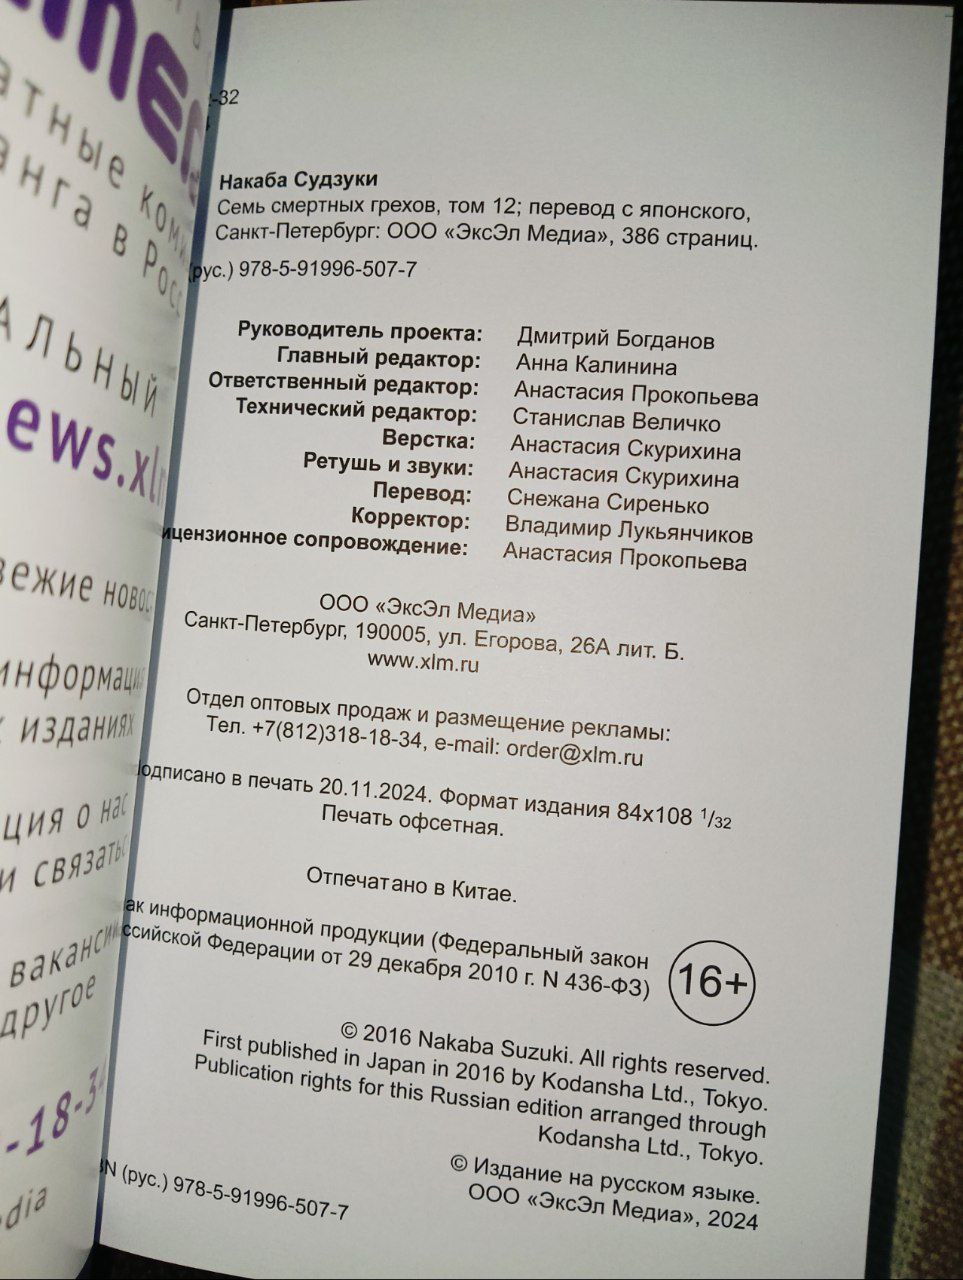 атные
анга в Рос
АЛЬНЫЙ
ews.xl
информаци
изданиях
ция о нас
и связатьс
другое
-18-3
-32
Накаба Судзуки
Семь смертных грехов, том 12; перевод с японского,
Санкт-Петербург: ООО «ЭксЭл Медиа», 386 страниц.
(рус.) 978-5-91996-507-7
Руководитель проекта: Дмитрий Богданов
Главный редактор: Анна Калинина
Ответственный редактор: Анастасия Прокопьева
Технический редактор: Станислав Величко
Верстка: Анастасия Скурихина
Ретушь и звуки: Анастасия Скурихина
Перевод: Снежана Сиренько
Корректор: Владимир Лукьянчиков
ицензионное сопровождение: Анастасия Прокопьева
ООО «ЭксЭл Медиа»
Санкт-Петербург, 190005, ул. Егорова, 26А лит. Б.
www.xlm.ru
Отдел оптовых продаж и размещение рекламы:
Тел. +7(812)318-18-34, e-mail: order@xlm.ru
Подписано в печать 20.11.2024. Формат издания 84x108 1/32
Печать офсетная.
Отпечатано в Китае.
ак информационной продукции (Федеральный закон
ссийской Федерации от 29 декабря 2010 г. N 436-ФЗ)
16+
© 2016 Nakaba Suzuki. All rights reserved.
First published in Japan in 2016 by Kodansha Ltd., Tokyo.
Publication rights for this Russian edition arranged through
Kodansha Ltd., Tokyo.
© Издание на русском языке.
ООО «ЭксЭл Медиа», 2024
BN (рус.) 978-5-91996-507-7